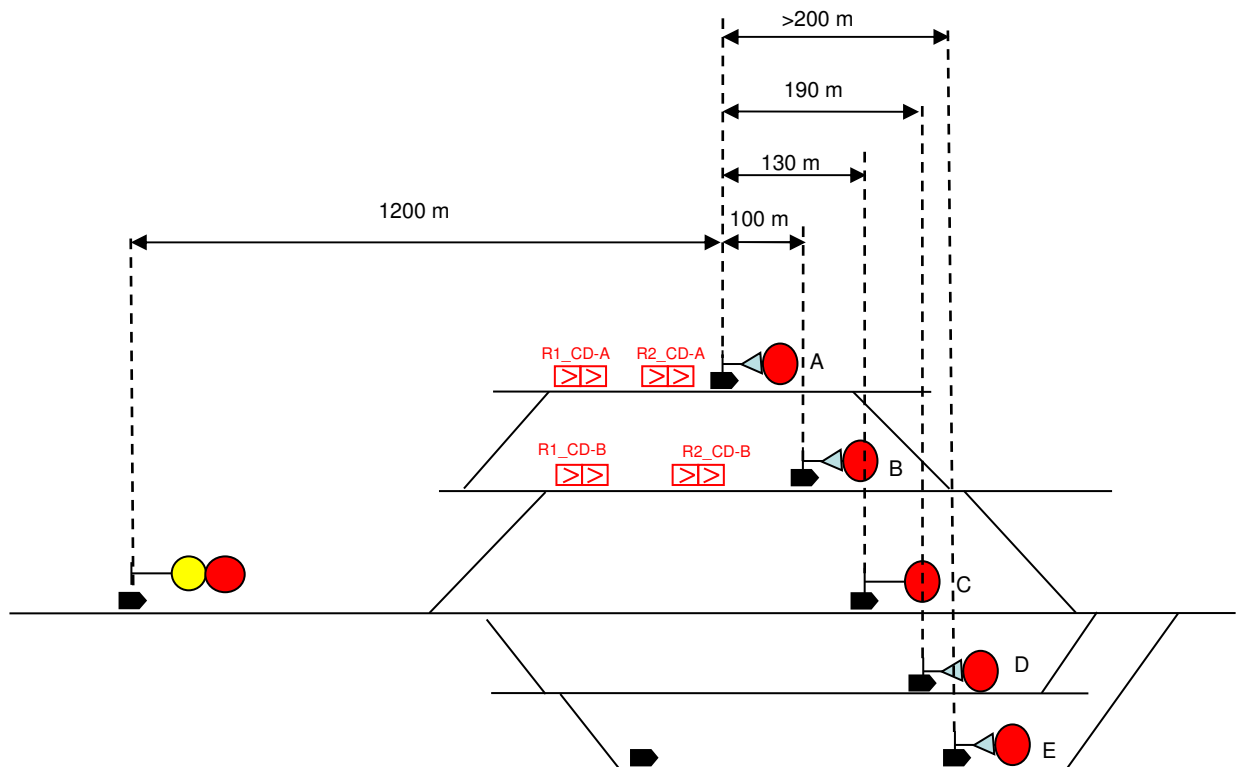 >200 m
190 m
130 m
1200 m
100 m
R1_CD-A
R2_CD-A
A
R1_CD-B
R2_CD-B
B
C
D
E